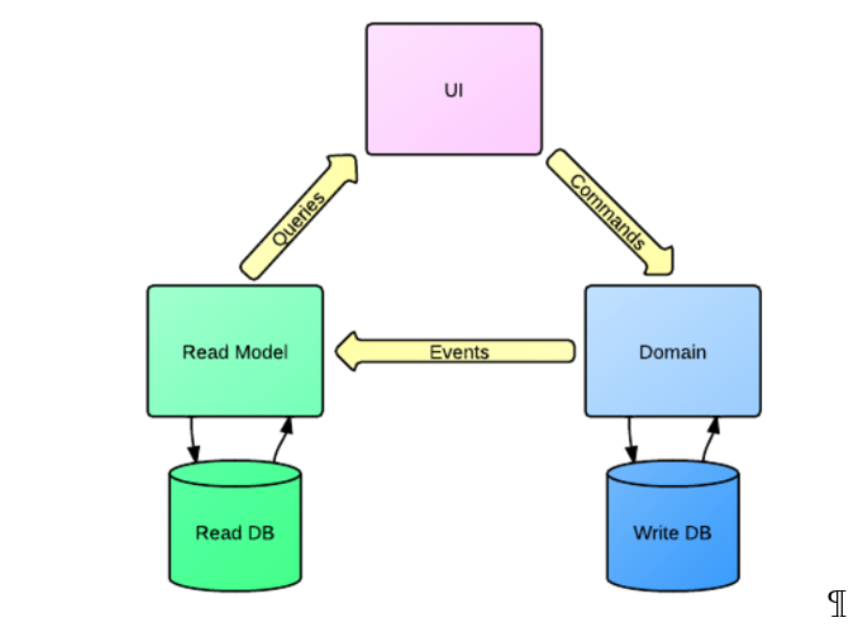 UI
Queries
Commands
Read Model
Events
Domain
Read DB
Write DB
¶